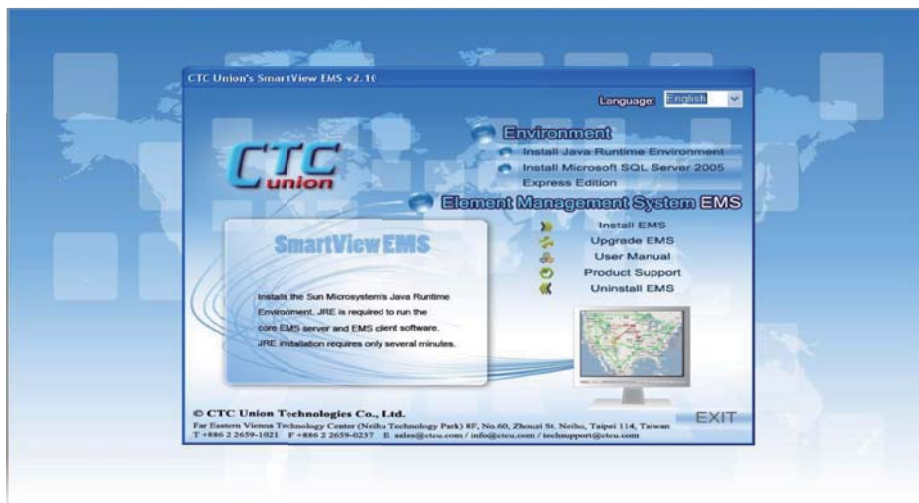 CTC Union's SmartView EMS v2.10
Language: English
Environment
Install Java Runtime Environment
Install Microsoft SQL Server 2005
Express Edition
Element Management System EMS
CTC
union
Install EMS
Upgrade EMS
User Manual
Product Support
Uninstall EMS
SmartView EMS
Installs the Sun Microsystem's Java Runtime
Environment. JRE is required to run the
core EMS server and EMS client software.
JRE installation requires only several minutes.
© CTC Union Technologies Co., Ltd.
Far Eastern Vienna Technology Center (Neihu Technology Park) 8F, No.60, Zhouzi St. Neihu, Taipei 114, Taiwan
T +886 2 2659-1021 F +886 2 2659-0237 E sales@ctcu.com / info@ctcu.com / techsupport@ctcu.com
EXIT